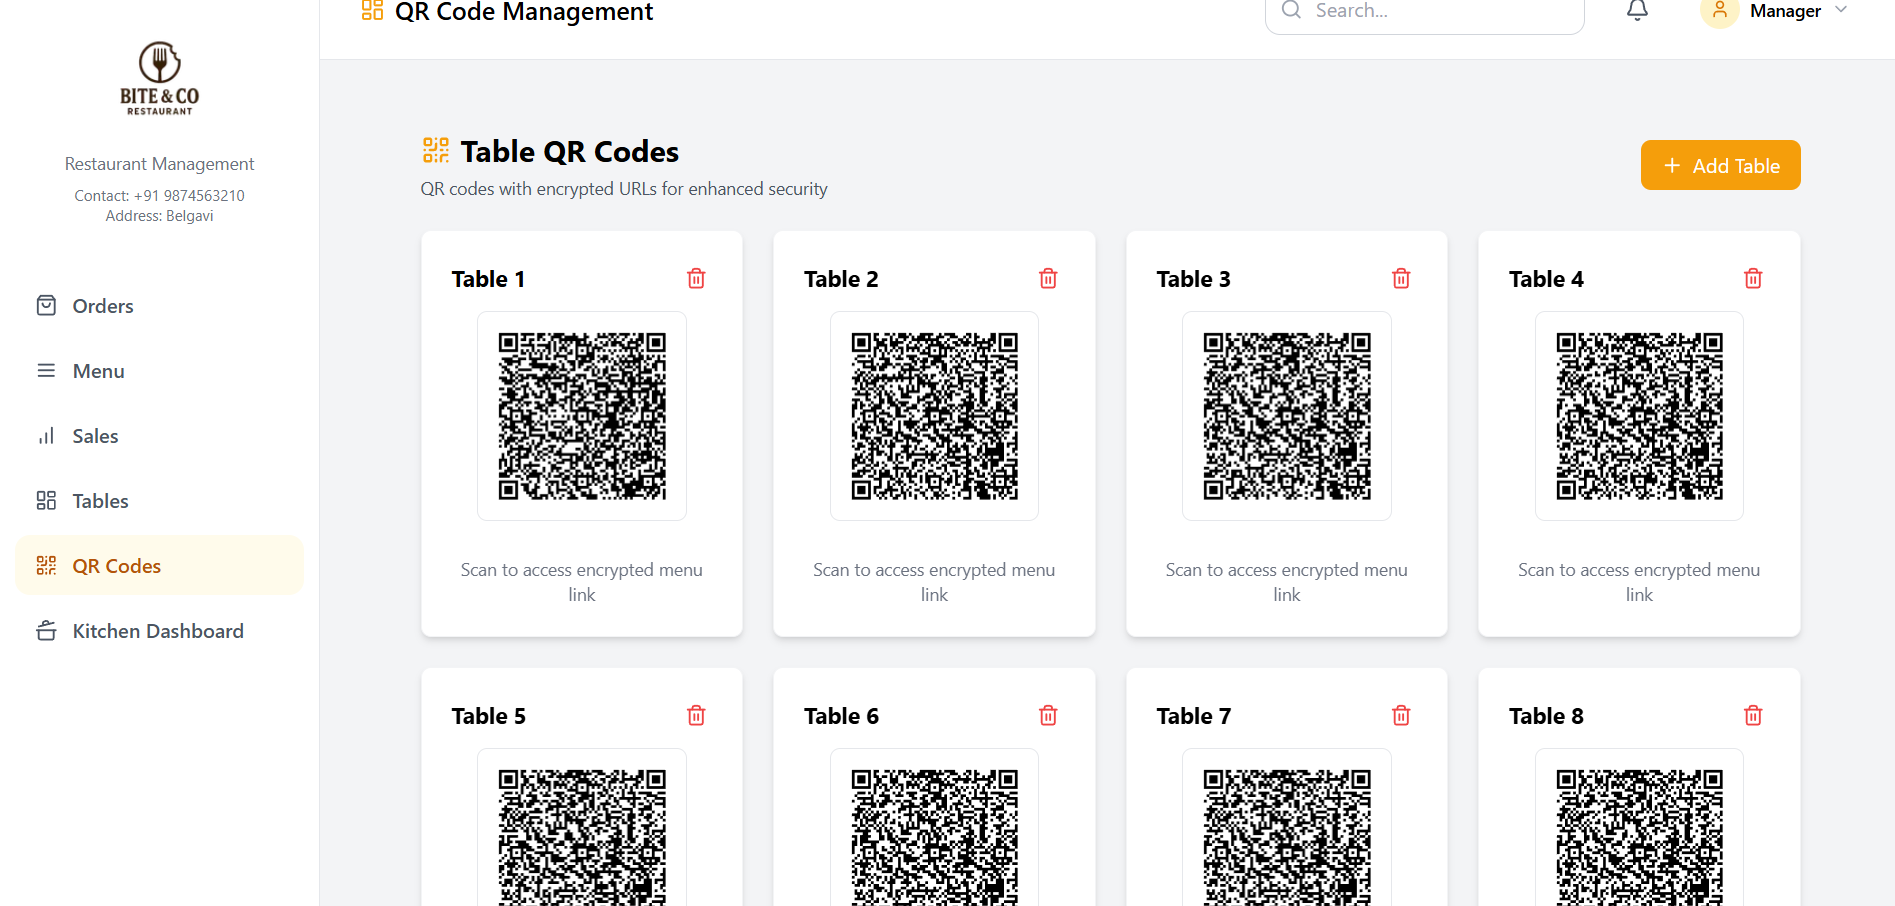 BITE & CO
RESTAURANT
Restaurant Management
Contact: +91 9874563210
Address: Belgavi
Orders
Menu
Sales
Tables
QR Codes
Kitchen Dashboard
QR Code Management
Search...
Manager
Table QR Codes
QR codes with encrypted URLs for enhanced security
+ Add Table
Table 1
Scan to access encrypted menu
link
Table 2
Scan to access encrypted menu
link
Table 3
Scan to access encrypted menu
link
Table 4
Scan to access encrypted menu
link
Table 5
Table 6
Table 7
Table 8